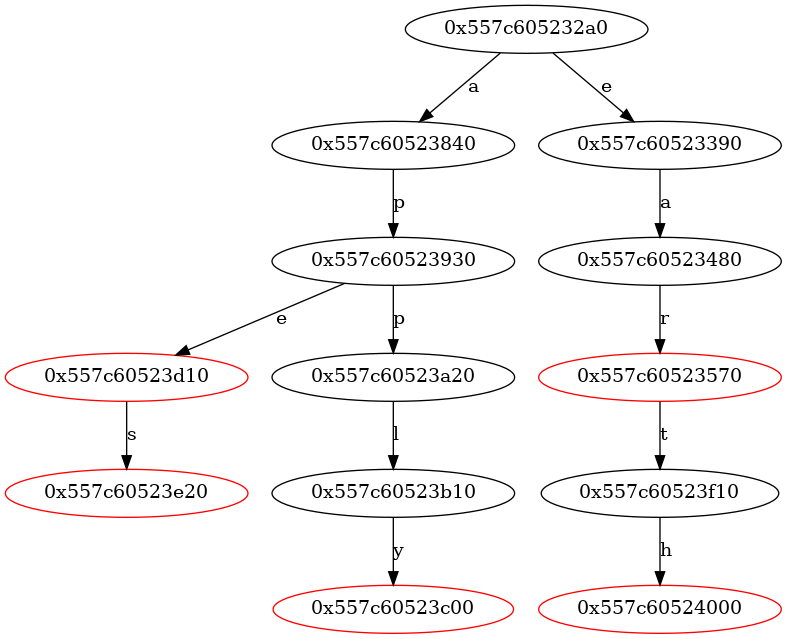 0x557c605232a0
a e
0x557c60523840 0x557c60523390
p a
0x557c60523930 0x557c60523480
e p r
0x557c60523d10 0x557c60523a20 0x557c60523570
s l t
0x557c60523e20 0x557c60523b10 0x557c60523f10
y h
0x557c60523c00 0x557c60524000